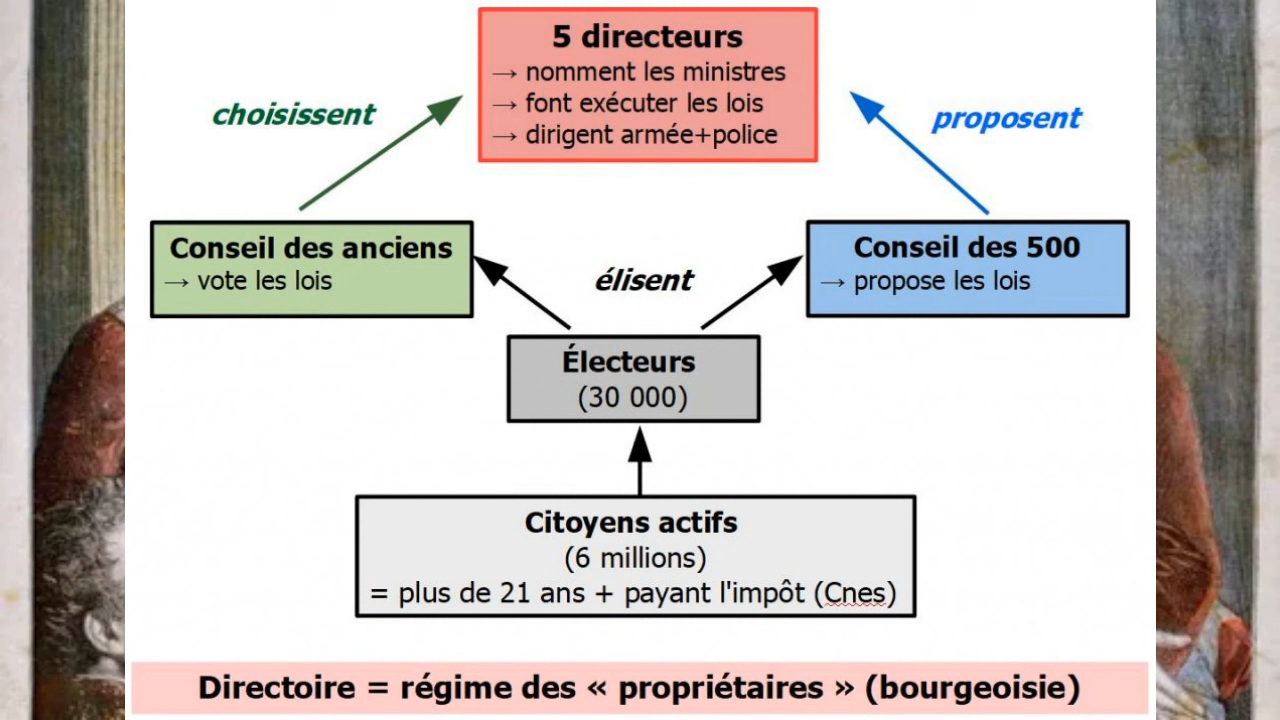 5 directeurs
→ nomment les ministres
→ font exécuter les lois
→ dirigent armée+police
choisissent
proposent
Conseil des anciens
→ vote les lois
Conseil des 500
→ propose les lois
élisent
Électeurs
(30 000)
Citoyens actifs
(6 millions)
= plus de 21 ans + payant l'impôt (Cnes)
Directoire = régime des « propriétaires » (bourgeoisie)